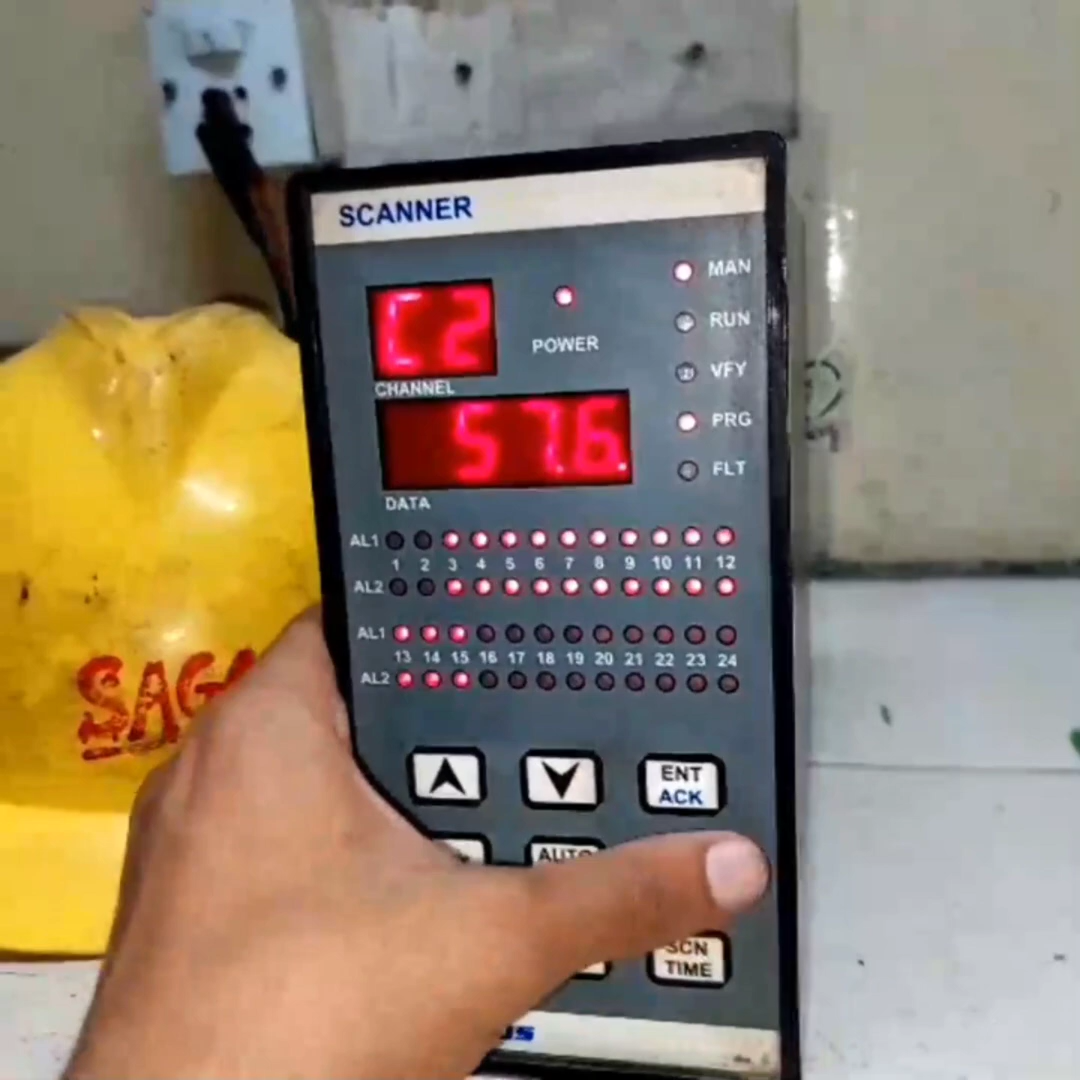 SCANNER
MAN
C2
POWER
RUN
CHANNEL
VFY
57.6
PRG
DATA
FLT
AL1
1 2 3 4 5 6 7 8 9 10 11 12
AL2
AL1
13 14 15 16 17 18 19 20 21 22 23 24
AL2
SAGA
ENT
ACK
AUTO
SCN
TIME